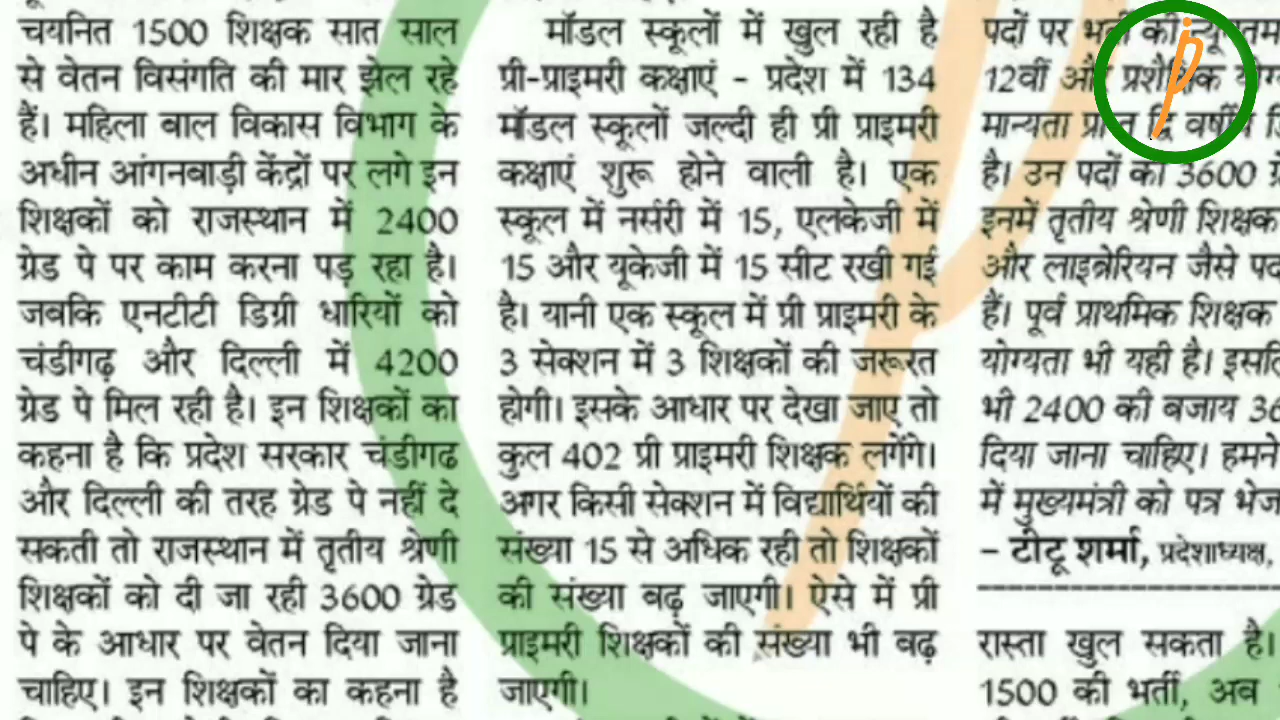 चयनित 1500 शिक्षक सात साल
से वेतन विसंगति की मार झेल रहे
हैं। महिला बाल विकास विभाग के
अधीन आंगनबाड़ी केंद्रों पर लगे इन
शिक्षकों को राजस्थान में 2400
ग्रेड पे पर काम करना पड़ रहा है।
जबकि एनटीटी डिग्री धारियों को
चंडीगढ़ और दिल्ली में 4200
ग्रेड पे मिल रही है। इन शिक्षकों का
कहना है कि प्रदेश सरकार चंडीगढ
और दिल्ली की तरह ग्रेड पे नहीं दे
सकती तो राजस्थान में तृतीय श्रेणी
शिक्षकों को दी जा रही 3600 ग्रेड
पे के आधार पर वेतन दिया जाना
चाहिए। इन शिक्षकों का कहना है
मॉडल स्कूलों में खुल रही है
प्री-प्राइमरी कक्षाएं - प्रदेश में 134
मॉडल स्कूलों जल्दी ही प्री प्राइमरी
कक्षाएं शुरू होने वाली है। एक
स्कूल में नर्सरी में 15, एलकेजी में
15 और यूकेजी में 15 सीट रखी गई
है। यानी एक स्कूल में प्री प्राइमरी के
3 सेक्शन में 3 शिक्षकों की जरूरत
होगी। इसके आधार पर देखा जाए तो
कुल 402 प्री प्राइमरी शिक्षक लगेंगे।
अगर किसी सेक्शन में विद्यार्थियों की
संख्या 15 से अधिक रही तो शिक्षकों
की संख्या बढ़ जाएगी। ऐसे में प्री
प्राइमरी शिक्षकों की संख्या भी बढ़
जाएगी।
पदों पर भर्ती की
12वीं और
मान्यता
है। उन पदों को 3600
इनमें तृतीय श्रेणी शिक्षक
और लाइब्रेरियन जैसे पद
हैं। पूर्व प्राथमिक शिक्षक
योग्यता भी यही है।
भी 2400 की बजाय
दिया जाना चाहिए। हमने
में मुख्यमंत्री को पत्र
– टीटू शर्मा, प्रदेशाध्यक्ष,
रास्ता खुल सकता है।
1500 की भर्ती, अब